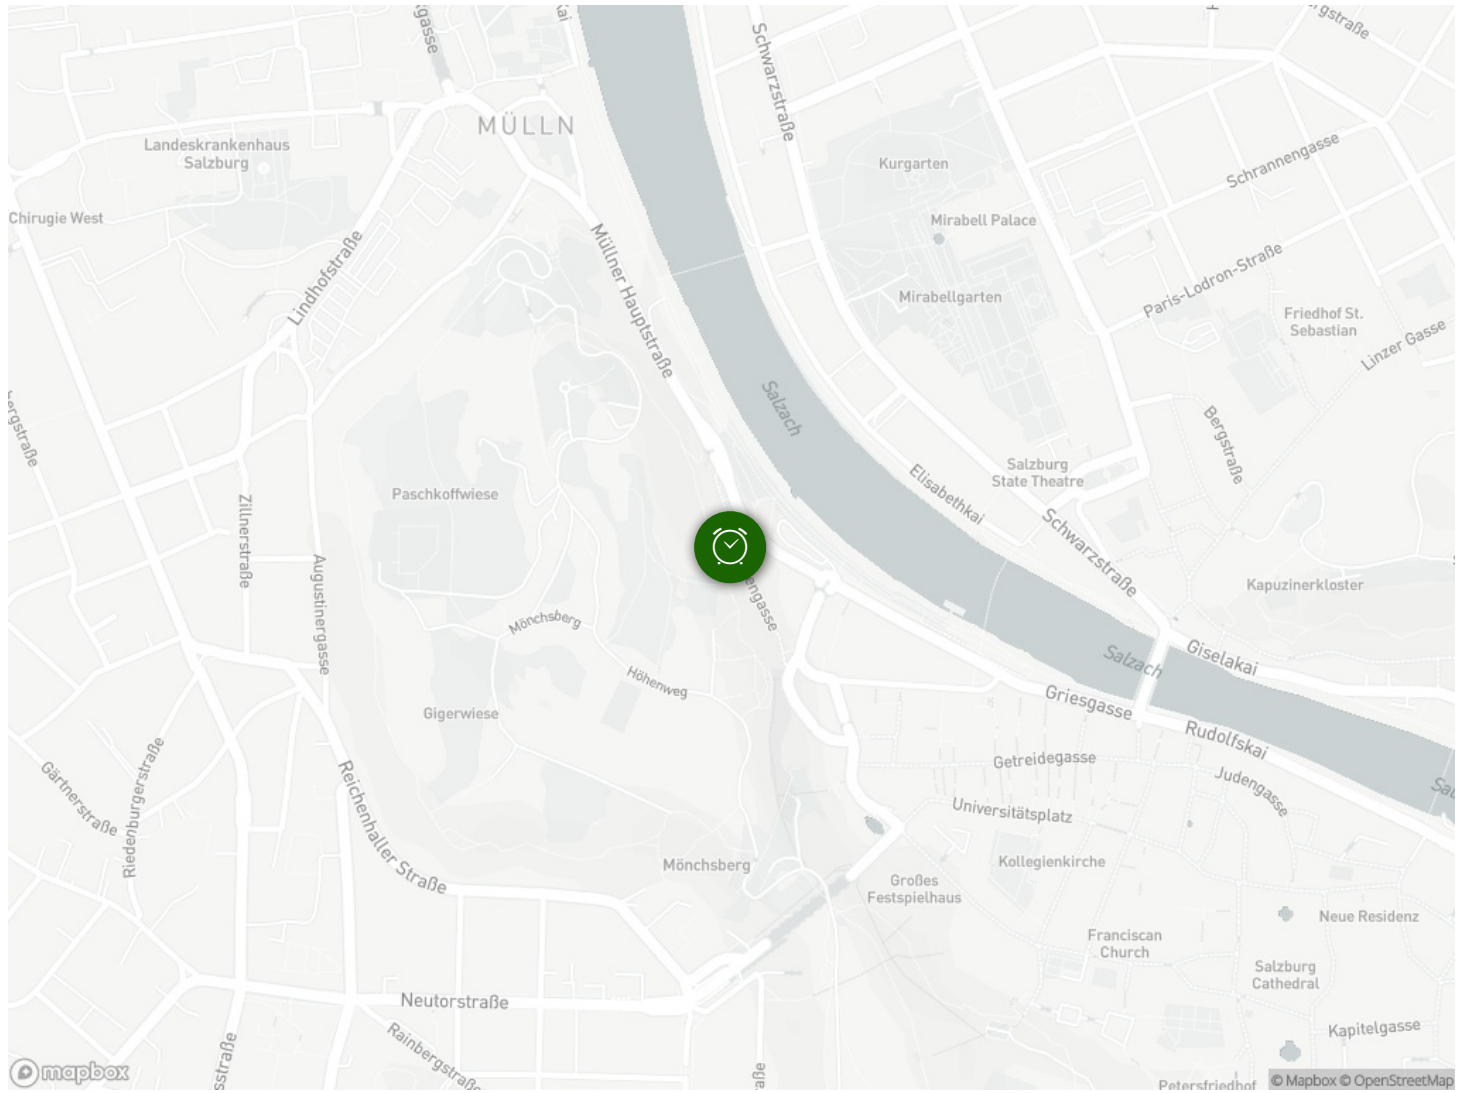 Schwarzstraße
MÜLLN
Landeskrankenhaus
Salzburg
Kurgarten
Schrannengasse
Chirugie West
Mirabell Palace
Lindhofstraße
Müllner Hauptstraße
Paris-Lodron-Straße
Mirabellgarten
Friedhof St.
Sebastian
Linzer Gasse
Salzach
Bergstraße
Salzburg
State Theatre
Paschkoffwiese
Elisabethkai
Zillnerstraße
Schwarzstraße
Augustinergasse
Kapuzinerkloster
Mönchsberg
Höhenweg
Salzach
Giselakai
Gigerwiese
Griesgasse
Rudolfskai
Getreidegasse
Judengasse
Gärtnerstraße
Riedenburgerstraße
Reichenhaller Straße
Universitätsplatz
Mönchsberg
Kollegienkirche
Großes
Festspielhaus
Neue Residenz
Franciscan
Church
Salzburg
Cathedral
Neutorstraße
Rainbergstraße
Kapitelgasse
Petersfriedhof
mapbox
© Mapbox © OpenStreetMap